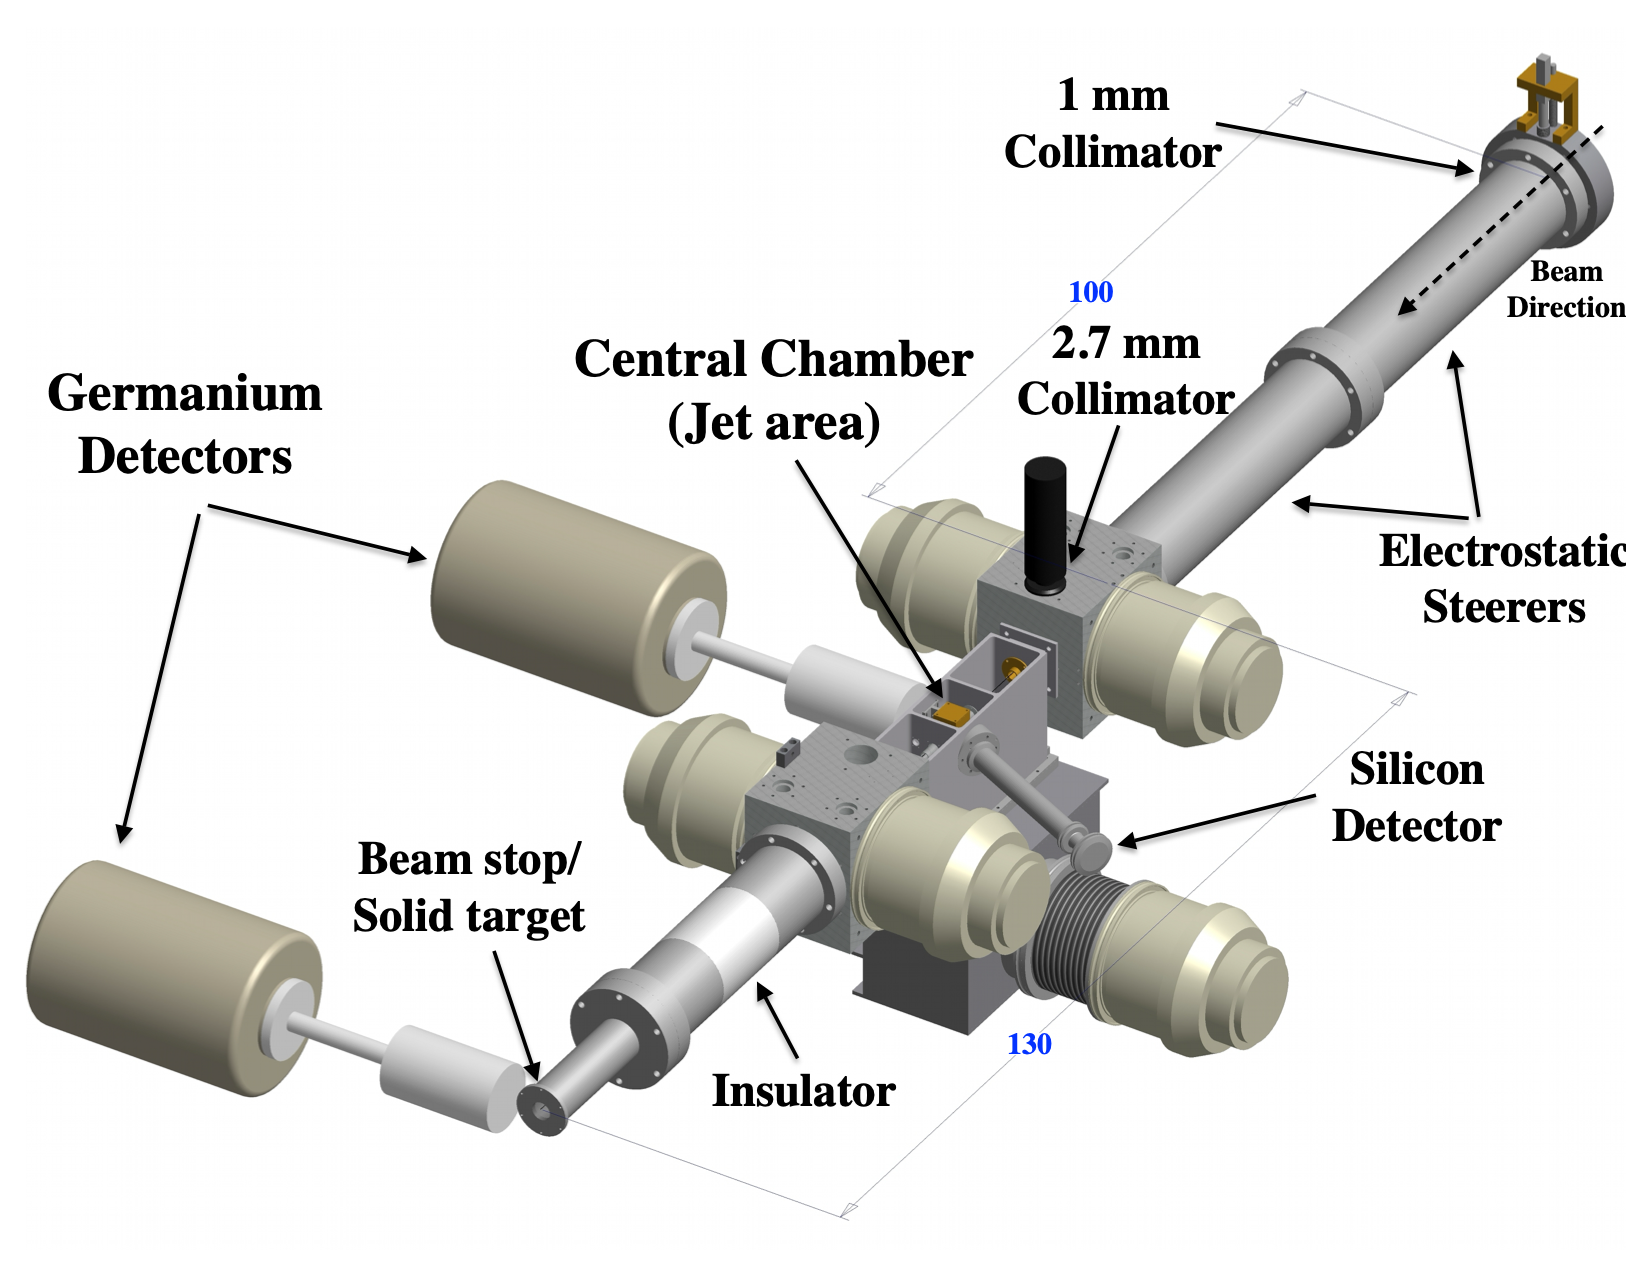 1 mm
Collimator
Beam
Direction
100
2.7 mm
Collimator
Central Chamber
(Jet area)
Germanium
Detectors
Electrostatic
Steerers
Silicon
Detector
Beam stop/
Solid target
130
Insulator